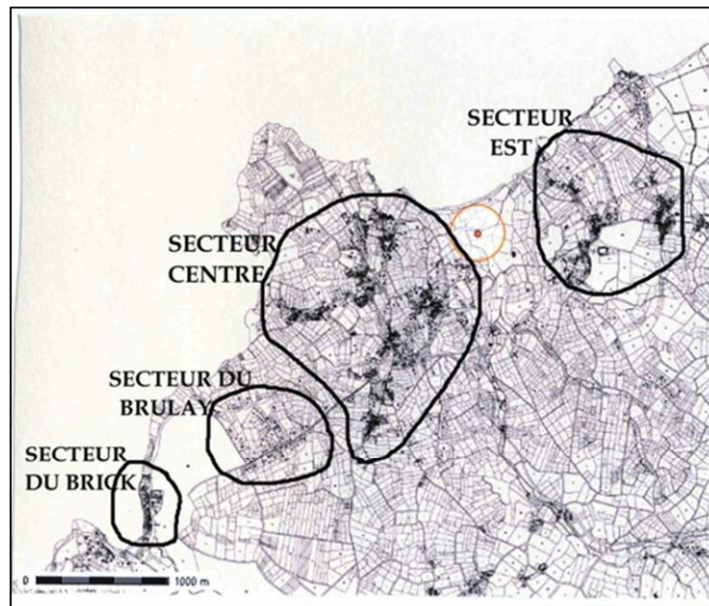 SECTEUR
EST
SECTEUR
CENTRE
SECTEUR DU
BRULAY
SECTEUR
DU BRICK
0 1000 m